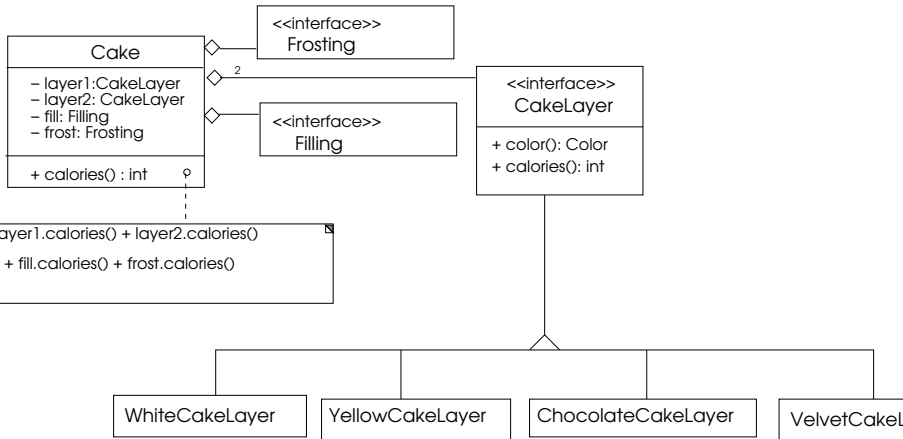 <<interface>>
Frosting
Cake
– layer1:CakeLayer
– layer2: CakeLayer
– fill: Filling
– frost: Frosting
+ calories() : int
2
<<interface>>
CakeLayer
+ color(): Color
+ calories(): int
<<interface>>
Filling
ayer1.calories() + layer2.calories()
+ fill.calories() + frost.calories()
WhiteCakeLayer
YellowCakeLayer
ChocolateCakeLayer
VelvetCakeL